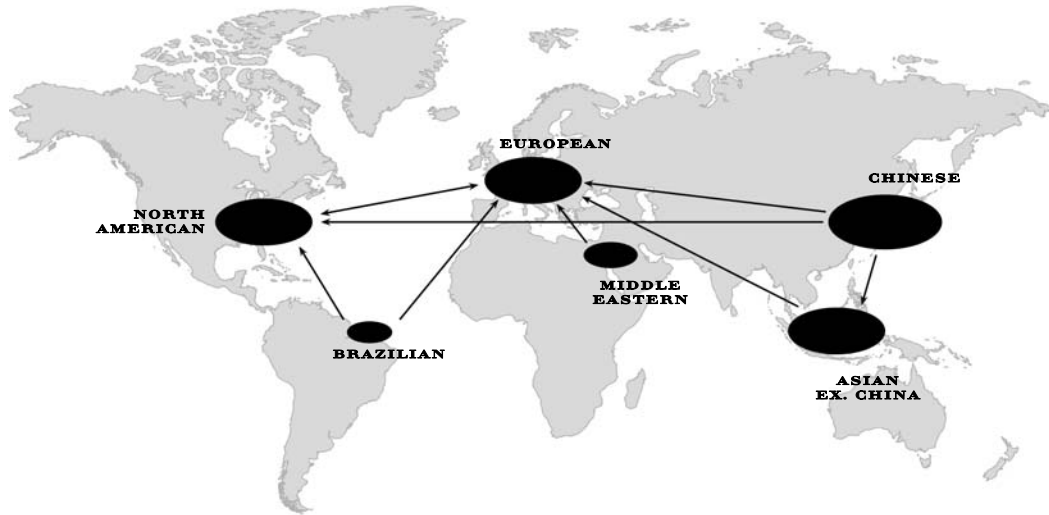 EUROPEAN
CHINESE
NORTH
AMERICAN
MIDDLE
EASTERN
BRAZILIAN
ASIAN
EX. CHINA